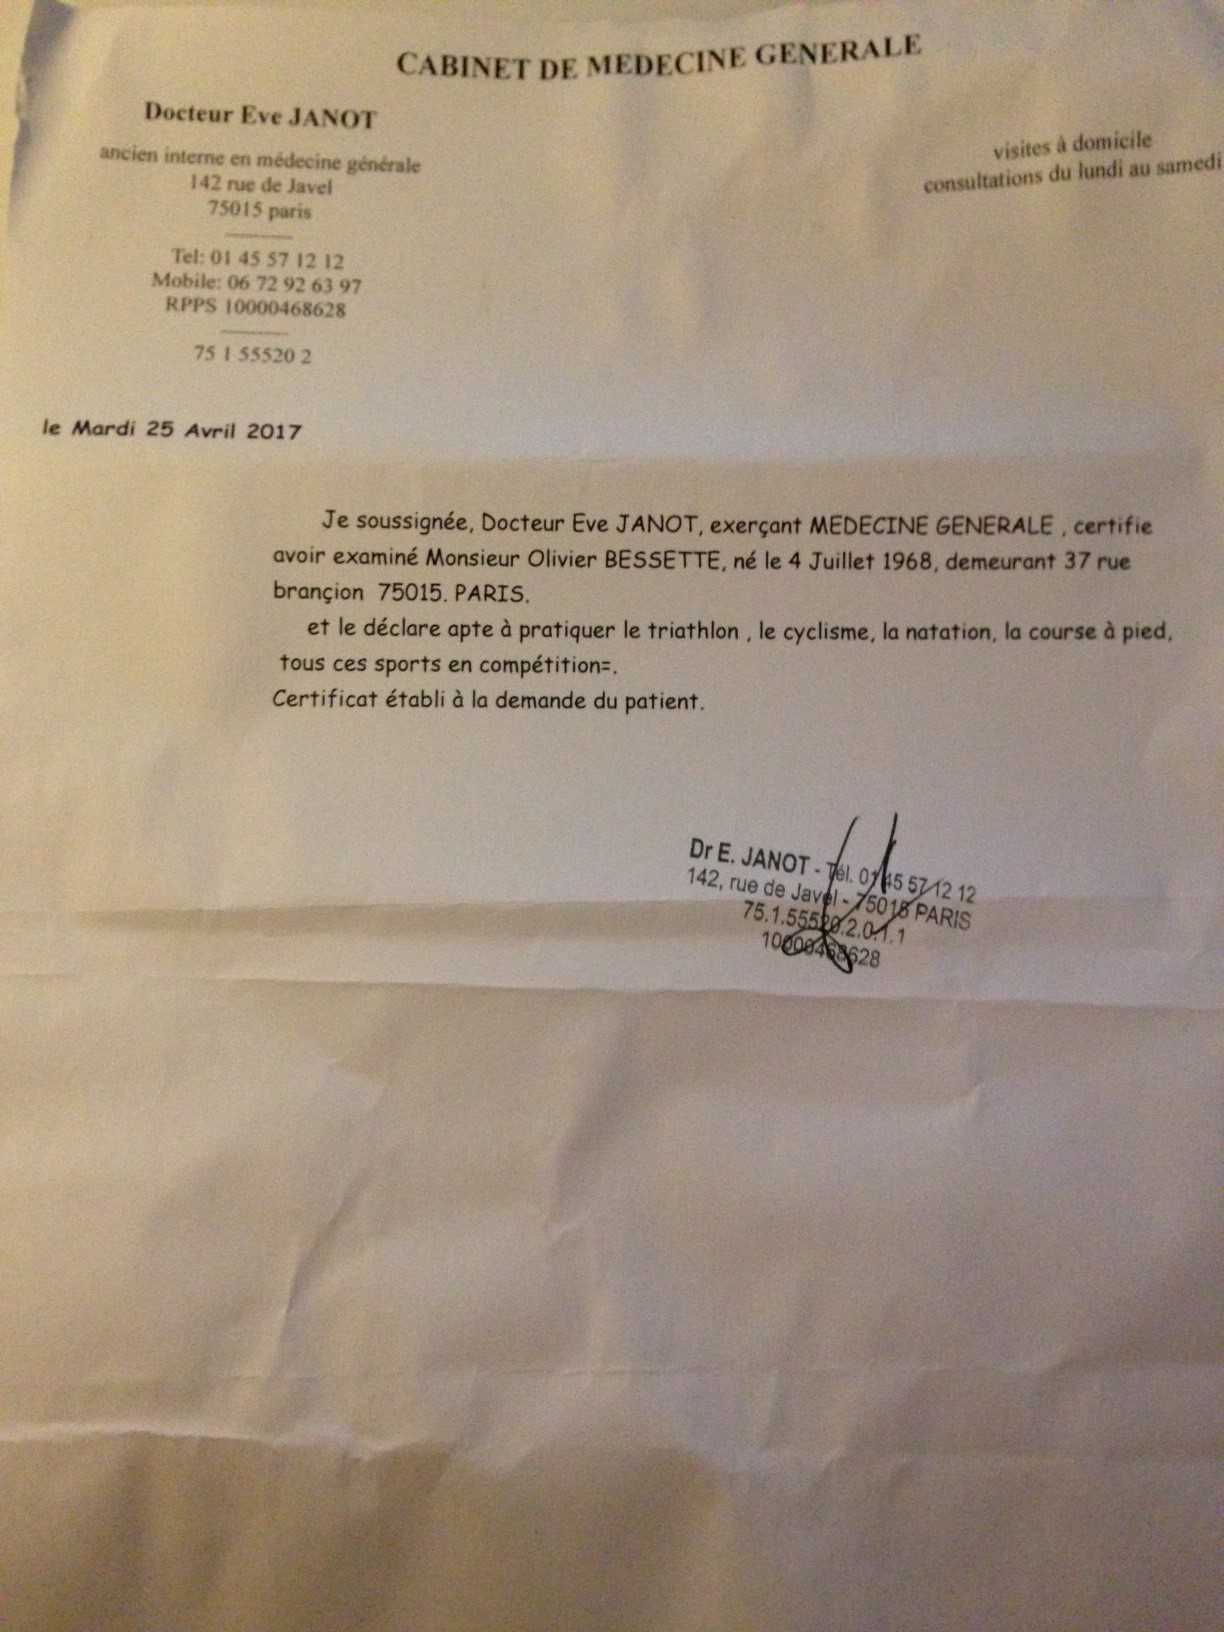 CABINET DE MEDECINE GENERALE
Docteur Eve JANOT
ancien interne en médecine générale
142 rue de Javel
75015 paris
visites à domicile
consultations du lundi au samedi
Tel: 01 45 57 12 12
Mobile: 06 72 92 63 97
RPPS 10000468628
75 1 55520 2
le Mardi 25 Avril 2017
Je soussignée, Docteur Eve JANOT, exerçant MEDECINE GENERALE , certifie
avoir examiné Monsieur Olivier BESSETTE, né le 4 Juillet 1968, demeurant 37 rue
brançion 75015. PARIS.
et le déclare apte à pratiquer le triathlon , le cyclisme, la natation, la course à pied,
tous ces sports en compétition=.
Certificat établi à la demande du patient.
Dr E. JANOT - Tél. 01 45 57 12 12
142, rue de Javel - 75015 PARIS
75.1.55520.2.0.1.1
10000468628